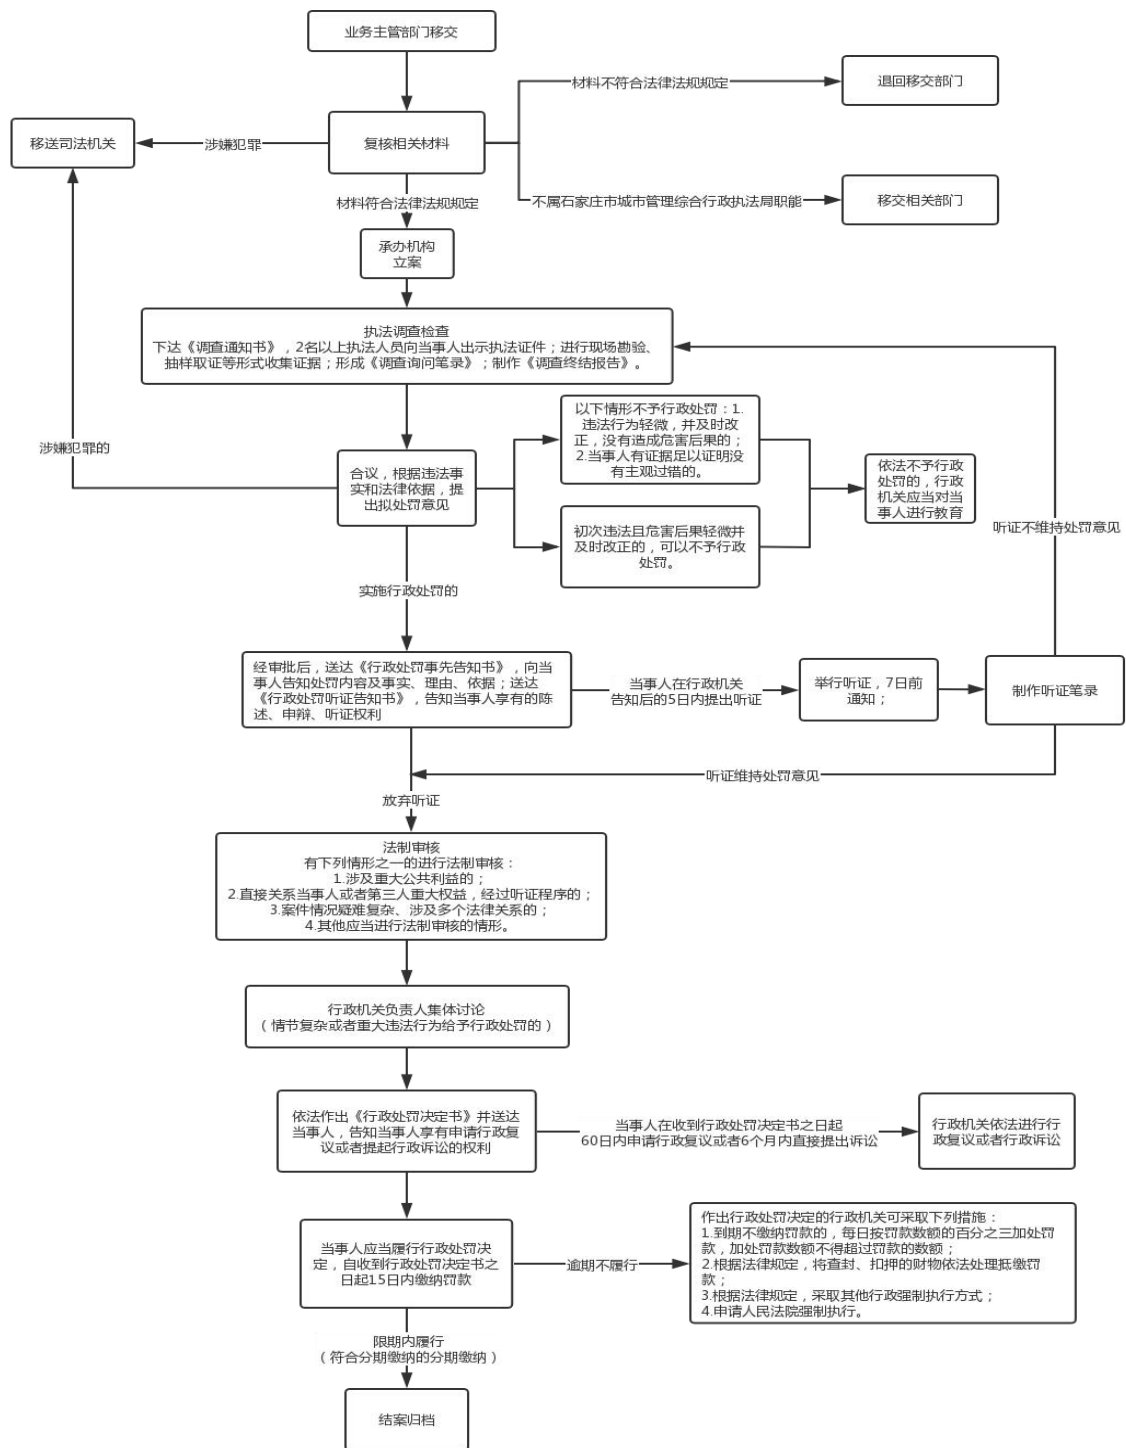 业务主管部门移交
材料不符合法律法规规定
退回移交部门
移送司法机关
涉嫌犯罪
复核相关材料
材料符合法律法规规定
不属石家庄市城市管理综合行政执法局职能
移交相关部门
承办机构
立案
执法调查检查
下达《调查通知书》，2名以上执法人员向当事人出示执法证件；进行现场勘验、
抽样取证等形式收集证据；形成《调查询问笔录》；制作《调查终结报告》。
涉嫌犯罪的
合议，根据违法事
实和法律依据，提
出拟处罚意见
以下情形不予行政处罚：1.
违法行为轻微，并及时改
正，没有造成危害后果的；
2.当事人有证据足以证明没
有主观过错的。
初次违法且危害后果轻微并
及时改正的，可以不予行政
处罚。
依法不予行政
处罚的，行政
机关应当对当
事人进行教育
听证不维持处罚意见
实施行政处罚的
经审批后，送达《行政处罚事先告知书》，向当
事人告知处罚内容及事实、理由、依据；送达
《行政处罚听证告知书》，告知当事人享有的陈
述、申辩、听证权利
当事人在行政机关
告知后的5日内提出听证
举行听证，7日前
通知；
制作听证笔录
听证维持处罚意见
放弃听证
法制审核
有下列情形之一的进行法制审核：
1.涉及重大公共利益的；
2.直接关系当事人或者第三人重大权益，经过听证程序的；
3.案件情况疑难复杂、涉及多个法律关系的；
4.其他应当进行法制审核的情形。
行政机关负责人集体讨论
（情节复杂或者重大违法行为给予行政处罚的）
依法作出《行政处罚决定书》并送达
当事人，告知当事人享有申请行政复
议或者提起行政诉讼的权利
当事人在收到行政处罚决定书之日起
60日内申请行政复议或者6个月内直接提出诉讼
行政机关依法进行行
政复议或者行政诉讼
当事人应当履行行政处罚决
定，自收到行政处罚决定书之
日起15日内缴纳罚款
逾期不履行
作出行政处罚决定的行政机关可采取下列措施：
1.到期不缴纳罚款的，每日按罚款数额的百分之三加处罚
款，加处罚款数额不得超过罚款的数额；
2.根据法律规定，将查封、扣押的财物依法处理抵缴罚
款；
3.根据法律规定，采取其他行政强制执行方式；
4.申请人民法院强制执行。
限期内履行
（符合分期缴纳的分期缴纳）
结案归档